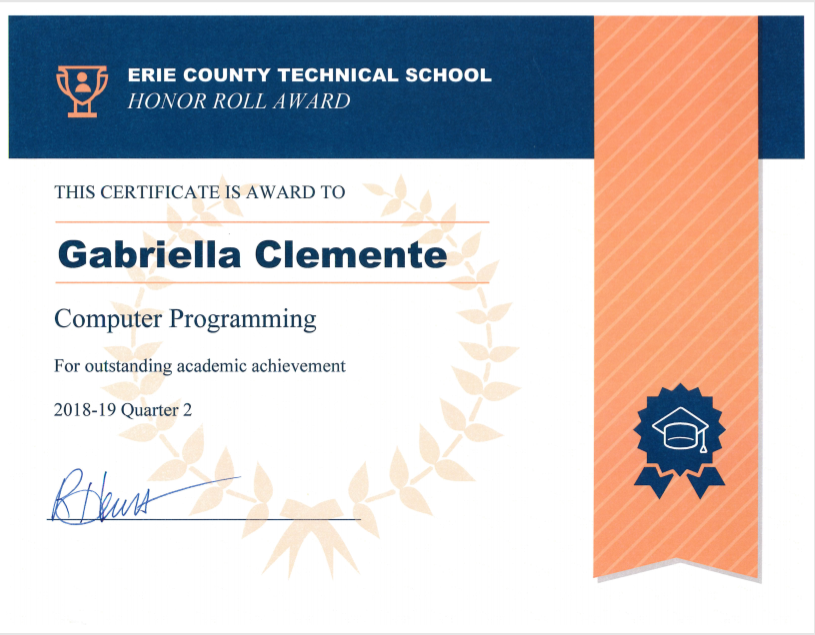 ERIE COUNTY TECHNICAL SCHOOL
HONOR ROLL AWARD
THIS CERTIFICATE IS AWARD TO
Gabriella Clemente
Computer Programming
For outstanding academic achievement
2018-19 Quarter 2